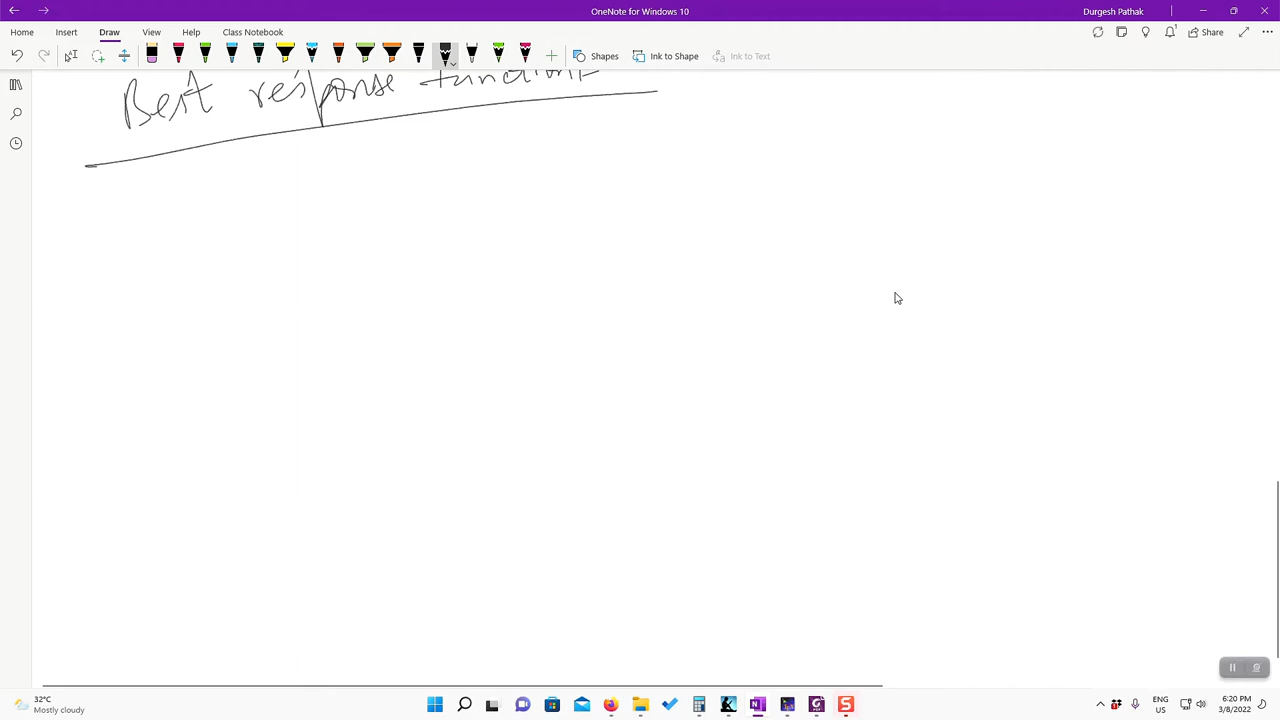 OneNote for Windows 10
Durgesh Pathak
Home Insert Draw View Help Class Notebook
Share
Shapes Ink to Shape Ink to Text
Best response functions
32°C
Mostly cloudy
ENG
US
6:20 PM
3/8/2022